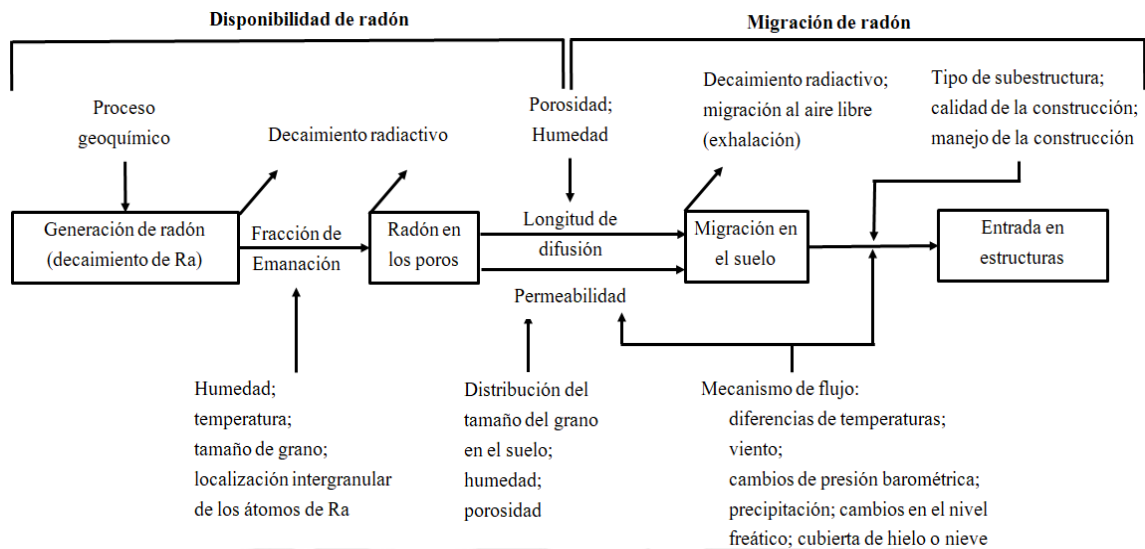 Disponibilidad de radón
Migración de radón
Proceso
geoquímico
Decaimiento radiactivo
Porosidad;
Humedad
Decaimiento radiactivo;
migración al aire libre
(exhalación)
Tipo de subestructura;
calidad de la construcción;
manejo de la construcción
Generación de radón
(decaimiento de Ra)
Fracción de
Emanación
Radón en
los poros
Longitud de
difusión
Permeabilidad
Migración en
el suelo
Entrada en
estructuras
Humedad;
temperatura;
tamaño de grano;
localización intergranular
de los átomos de Ra
Distribución del
tamaño del grano
en el suelo;
humedad;
porosidad
Mecanismo de flujo:
diferencias de temperaturas;
viento;
cambios de presión barométrica;
precipitación; cambios en el nivel
freático; cubierta de hielo o nieve